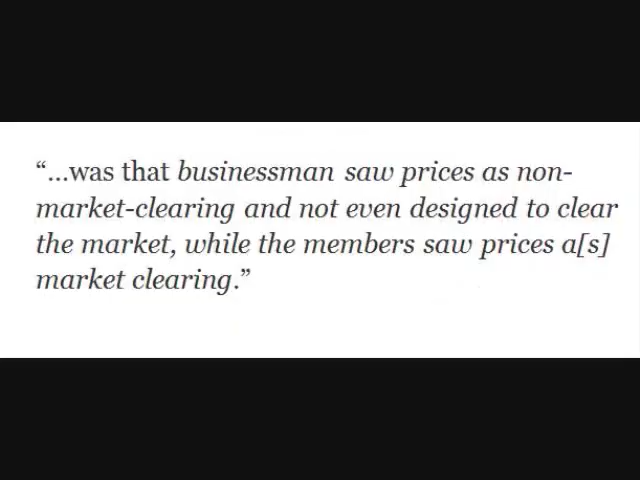 “...was that businessman saw prices as non-
market-clearing and not even designed to clear
the market, while the members saw prices a[s]
market clearing.”